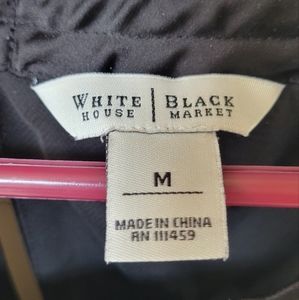 WHITE | BLACK
HOUSE | MARKET
M
MADE IN CHINA
RN 111459